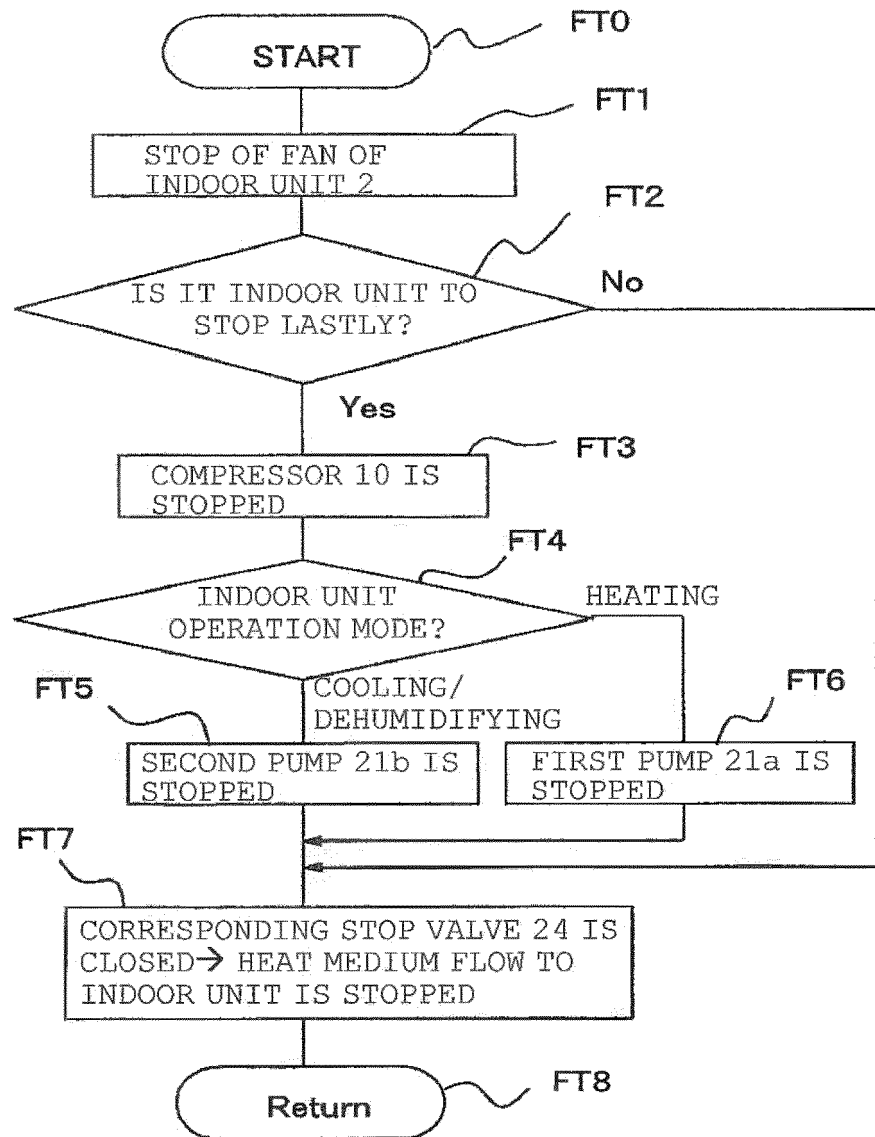 START
FT0
FT1
STOP OF FAN OF
INDOOR UNIT 2
FT2
IS IT INDOOR UNIT TO
STOP LASTLY?
No
Yes
FT3
COMPRESSOR 10 IS
STOPPED
FT4
INDOOR UNIT
OPERATION MODE?
HEATING
COOLING/
DEHUMIDIFYING
FT5
FT6
SECOND PUMP 21b IS
STOPPED
FIRST PUMP 21a IS
STOPPED
FT7
CORRESPONDING STOP VALVE 24 IS
CLOSED→ HEAT MEDIUM FLOW TO
INDOOR UNIT IS STOPPED
Return
FT8